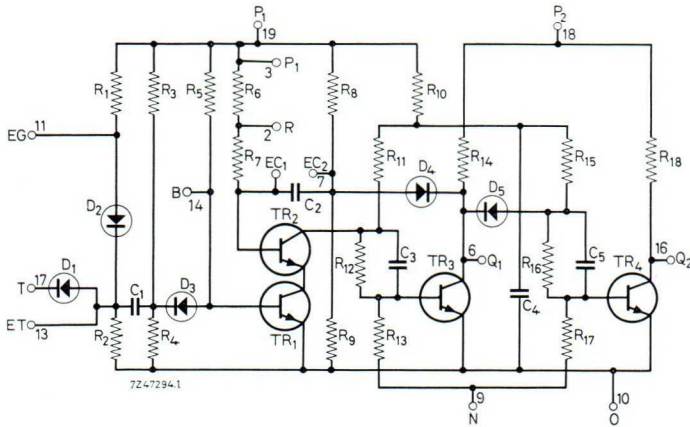 P1
19
P2
18
3
P1
R1
R3
R5
R6
R8
R10
EG
11
2
R
R11
R14
R15
R18
R7
EC1
EC2
7
D4
D5
B
14
C2
D2
TR2
C3
TR3
6
Q1
R16
C5
TR4
16
Q2
D1
T
17
C1
D3
R12
C4
ET
13
R2
R4
TR1
R9
R13
R17
7Z47294.1
9
N
10
O